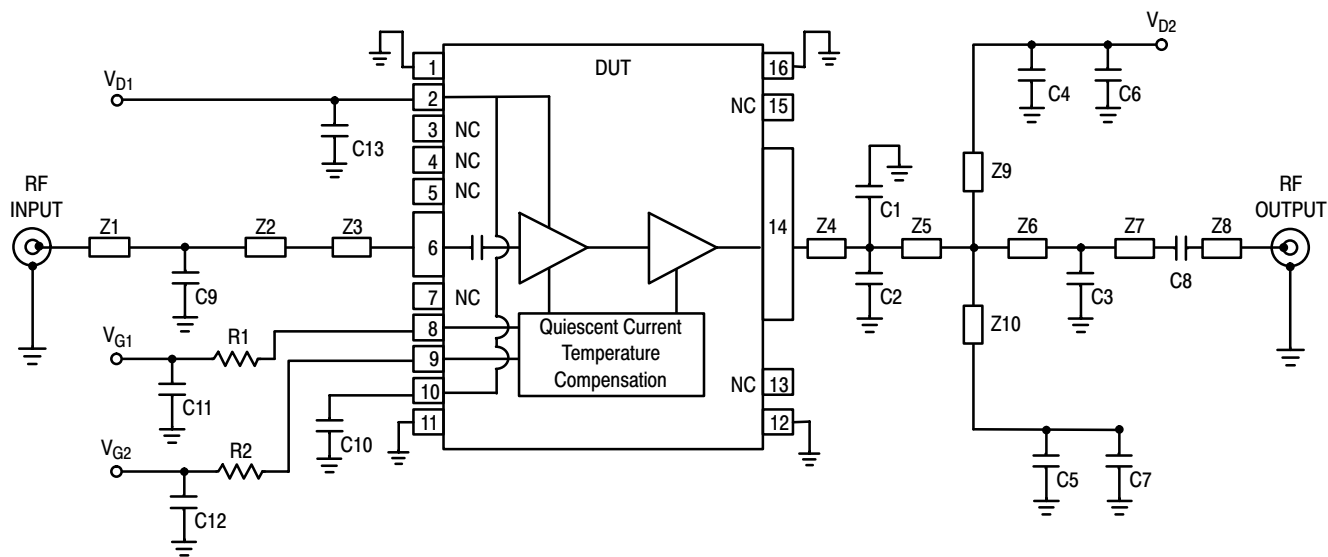 VD2
1
DUT
16
VD1
2
NC
15
C4
C6
3
NC
C13
4
NC
5
NC
C1
Z9
RF
INPUT
RF
OUTPUT
Z1
Z2
Z3
6
14
Z4
Z5
Z6
Z7
Z8
C9
C2
C3
C8
7
NC
VG1
R1
8
Quiescent Current
Temperature
Compensation
Z10
9
C11
10
NC
13
11
C10
12
VG2
R2
C5
C7
C12